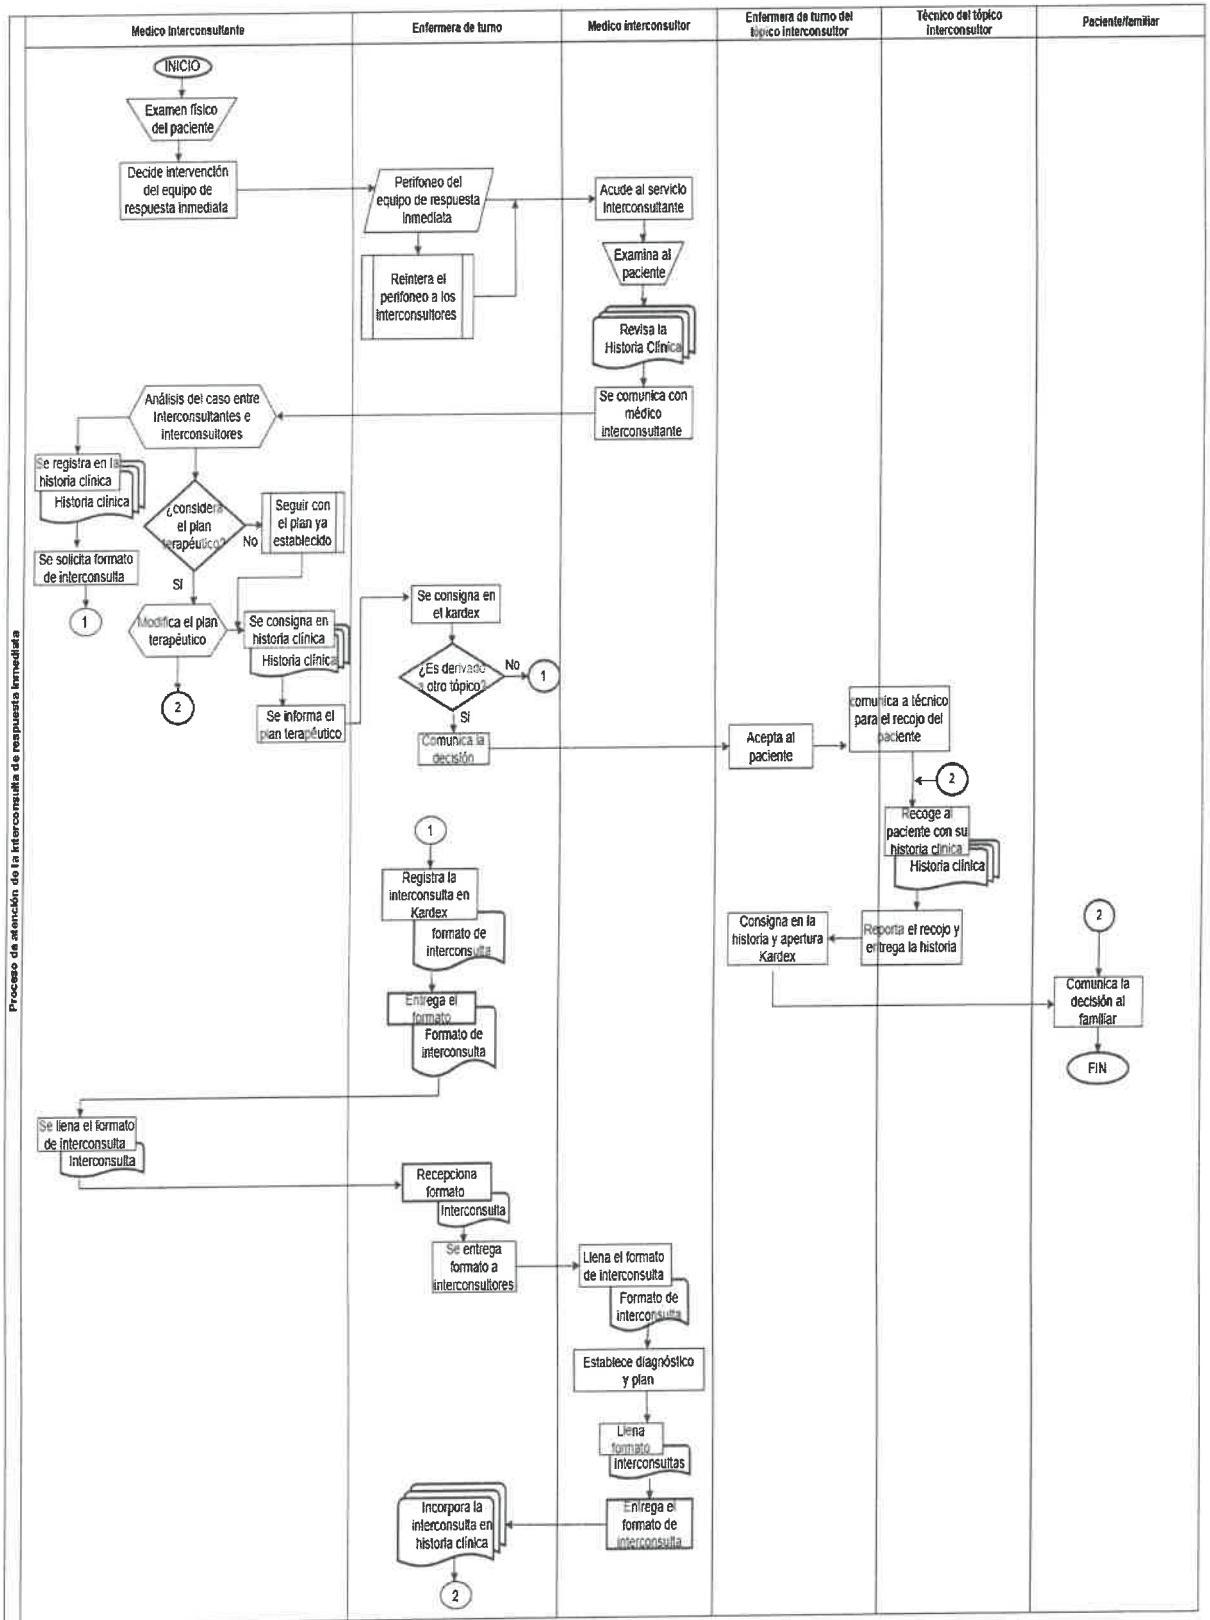 Proceso de atención de la interconsulta de respuesta inmediata
Medico Interconsultante
Enfermera de turno
Medico interconsultor
Enfermera de turno del
tópico interconsultor
Técnico del tópico
interconsultor
Paciente/familiar
INICIO
Examen físico
del paciente
Decide intervención
del equipo de
respuesta inmediata
Perifoneo del
equipo de respuesta
inmediata
Reintera el
perifoneo a los
interconsultores
Acude al servicio
Interconsultante
Examina al
paciente
Revisa la
Historia Clínica
Se comunica con
médico
interconsultante
Análisis del caso entre
Interconsultantes e
interconsultores
Se registra en la
historia clínica
Historia clínica
Se solicita formato
de interconsulta
1
¿considera
el plan
terapéutico?
No
Seguir con
el plan ya
establecido
Sí
Modifica el plan
terapéutico
2
Se consigna en
historia clínica
Historia clínica
Se informa el
plan terapéutico
Se consigna en
el kardex
¿Es derivado
a otro tópico?
No
1
Sí
Comunica la
decisión
Acepta al
paciente
comunica a técnico
para el recojo del
paciente
2
Recoge al
paciente con su
historia clinica
Historia clínica
Reporta el recojo y
entrega la historia
Consigna en la
historia y apertura
Kardex
2
Comunica la
decisión al
familiar
FIN
1
Registra la
interconsulta en
Kardex
formato de
interconsulta
Entrega el
formato
Formato de
interconsulta
Se llena el formato
de interconsulta
Interconsulta
Recepciona
formato
Interconsulta
Se entrega
formato a
interconsultores
Llena el formato
de interconsulta
Formato de
interconsulta
Establece diagnóstico
y plan
Llena
formato
Interconsultas
Entrega el
formato de
interconsulta
Incorpora la
interconsulta en
historia clínica
2